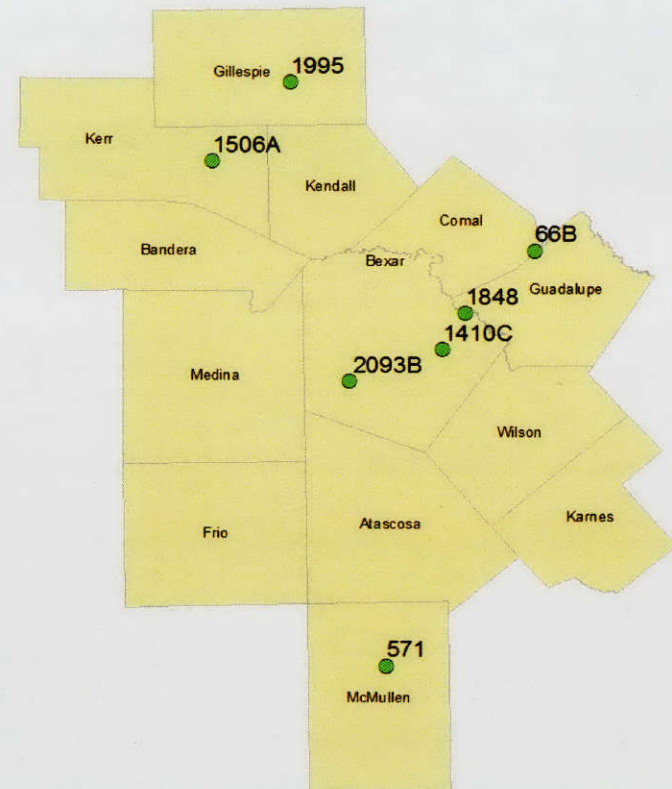 1995
Gillespie
1506A
Kerr
Kendall
Comal
66B
Bandera
Bexar
Guadalupe
1848
1410C
2093B
Medina
Wilson
Karnes
Atascosa
Frio
571
McMullen